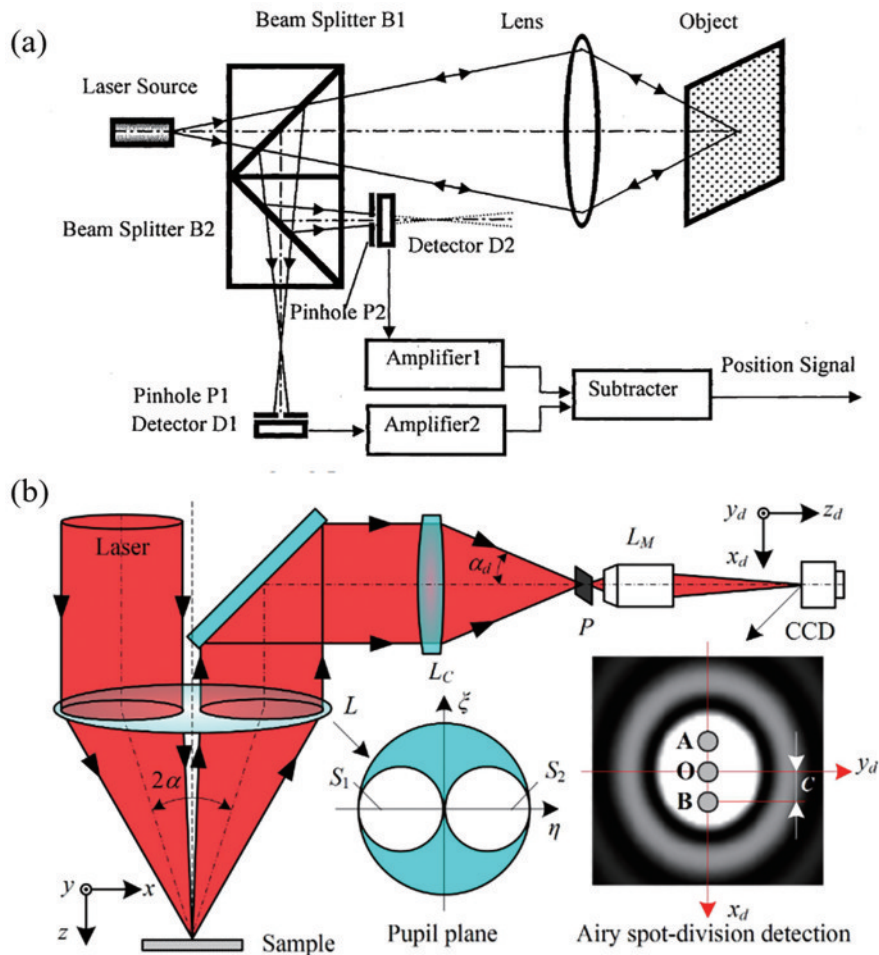 (a)
Beam Splitter B1
Lens
Object
Laser Source
Beam Splitter B2
Detector D2
Pinhole P2
Amplifier1
Position Signal
Subtracter
Pinhole P1
Detector D1
Amplifier2
(b)
Laser
α_d
P
L_M
y_d
z_d
x_d
CCD
L_C
L
ξ
2α
S_1
S_2
η
A
O
B
C
y_d
y
x
z
Sample
Pupil plane
x_d
Airy spot-division detection